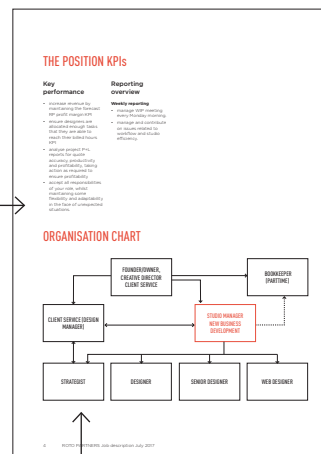 THE POSITION KPIs
Key
performance
- increase revenue by
maintaining the forecast
BP profit margin KPI
- ensure designers are
allocated enough tasks
that they are able to
reach their billed hours
KPI
- analyse project P+L
reports for quote
accuracy, productivity
and profitability, taking
action as required to
ensure profitability
- accept all responsibilities
of your role, whilst
maintaining some
flexibility and adaptability
in the face of unexpected
situations.
Reporting
overview
Weekly reporting
- manage WIP meeting
every Monday morning
- manage and contribute
on issues related to
workflow and studio
efficiency.
ORGANISATION CHART
FOUNDER/OWNER,
CREATIVE DIRECTOR
CLIENT SERVICE
BOOKKEEPER
(PARTTIME)
CLIENT SERVICE (DESIGN
MANAGER)
STUDIO MANAGER
NEW BUSINESS
DEVELOPMENT
STRATEGIST
DESIGNER
SENIOR DESIGNER
WEB DESIGNER
4 PARTNERS Job description July 2017